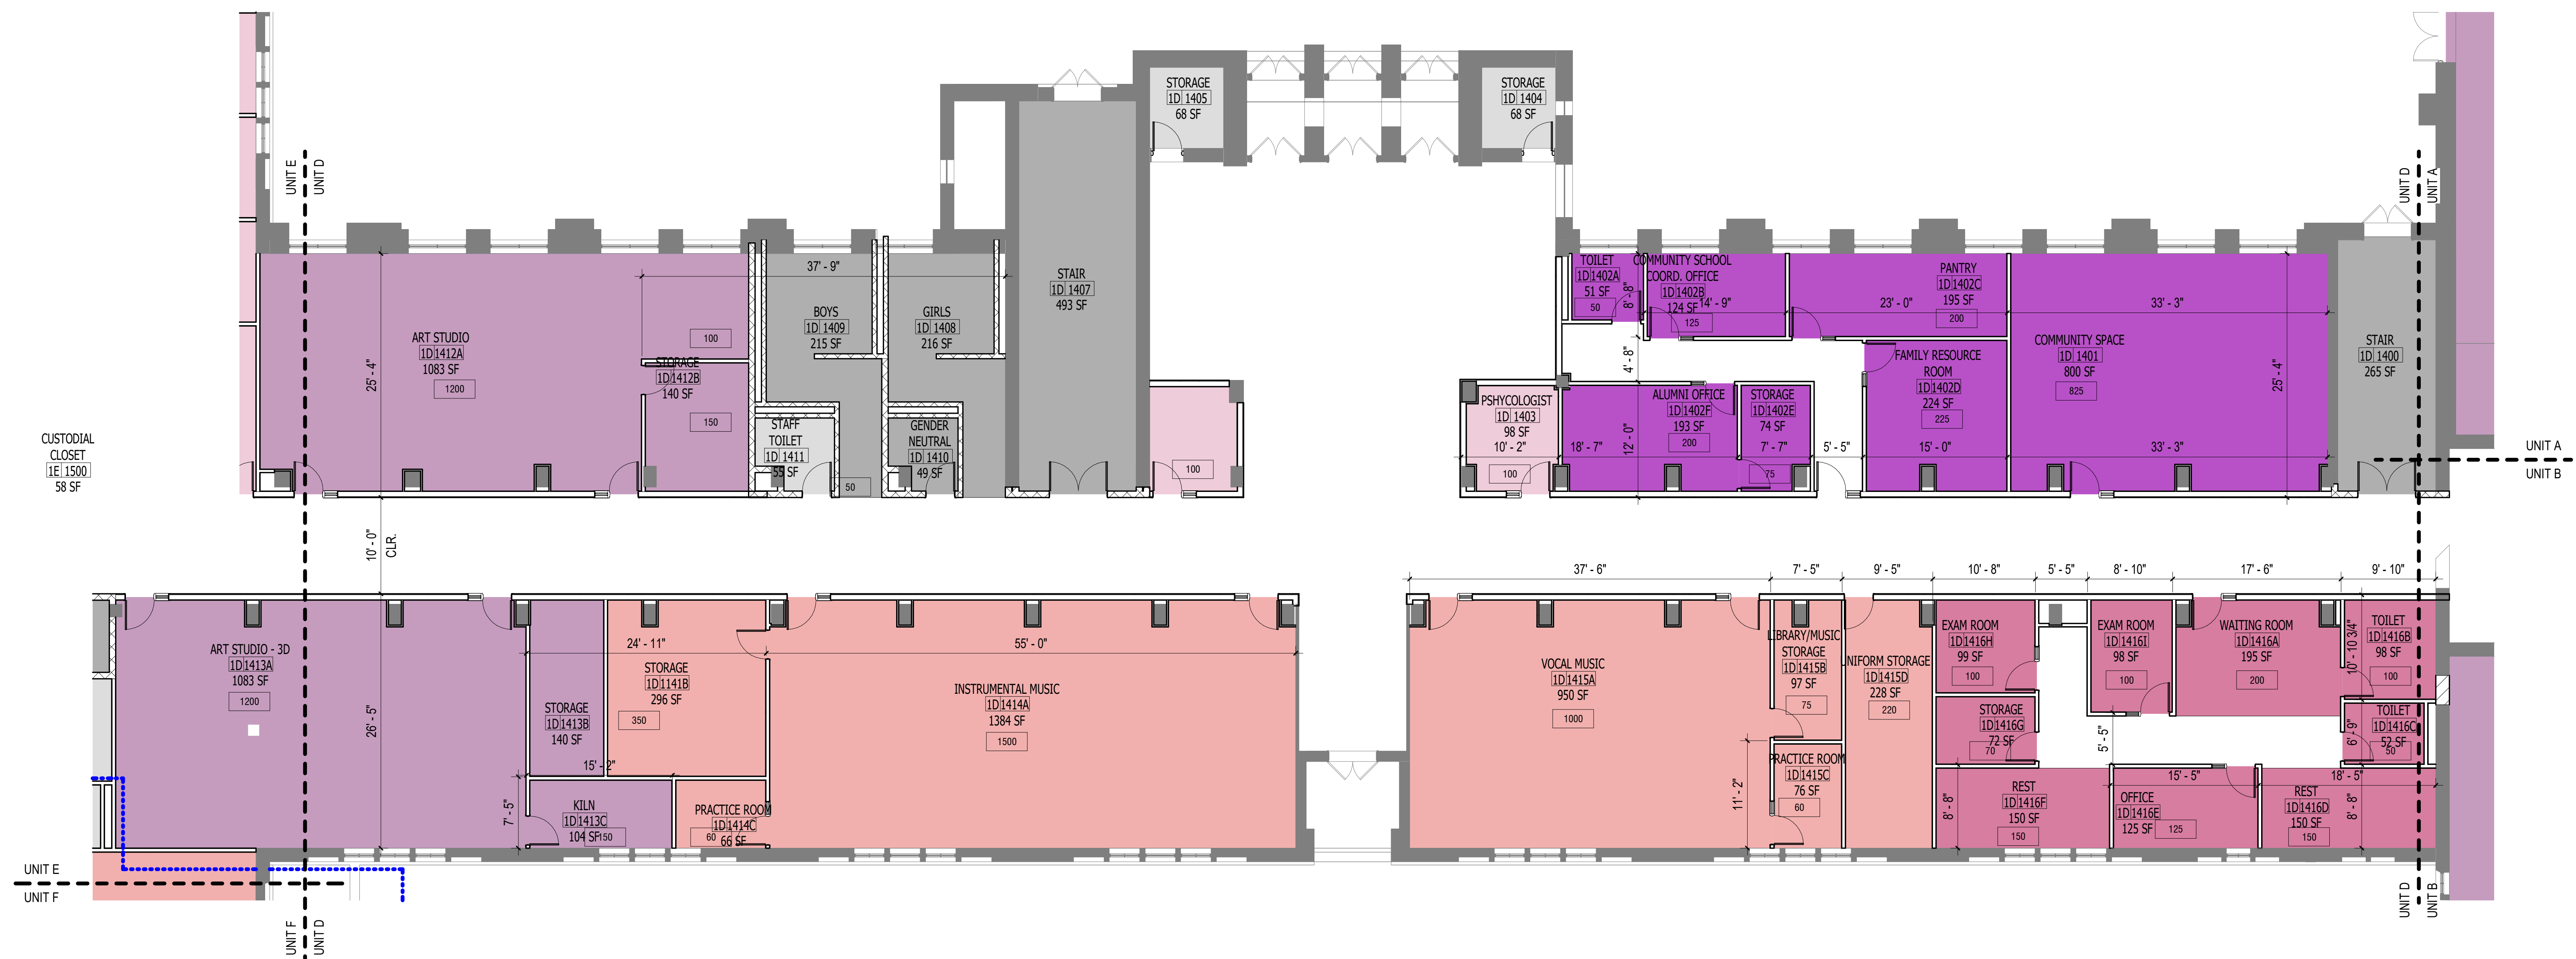 STORAGE
1D 1405
68 SF
STORAGE
1D 1404
68 SF
UNIT E
UNIT D
UNIT D
UNIT A
37' - 9"
STAIR
1D 1407
493 SF
BOYS
1D 1409
215 SF
GIRLS
1D 1408
216 SF
ART STUDIO
1D 1412A
1083 SF
1200
25' - 4"
100
STORAGE
1D 1412B
140 SF
150
STAFF
TOILET
1D 1411
55 SF
50
GENDER
NEUTRAL
1D 1410
49 SF
100
CUSTODIAL
CLOSET
1E 1500
58 SF
TOILET
1D 1402A
51 SF
50
8' - 8"
COMMUNITY SCHOOL
COORD. OFFICE
1D 1402B
124 SF
14' - 9"
125
PANTRY
1D 1402C
195 SF
23' - 0"
200
33' - 3"
COMMUNITY SPACE
1D 1401
800 SF
825
STAIR
1D 1400
265 SF
4' - 8"
FAMILY RESOURCE
ROOM
1D 1402D
224 SF
225
15' - 0"
25' - 4"
PSHYCOLOGIST
1D 1403
98 SF
10' - 2"
100
ALUMNI OFFICE
1D 1402F
193 SF
200
18' - 7"
12' - 0"
STORAGE
1D 1402E
74 SF
7' - 7"
75
5' - 5"
33' - 3"
UNIT A
UNIT B
10' - 0"
CLR.
37' - 6"
7' - 5"
9' - 5"
10' - 8"
5' - 5"
8' - 10"
17' - 6"
9' - 10"
ART STUDIO - 3D
1D 1413A
1083 SF
1200
26' - 5"
24' - 11"
STORAGE
1D 1141B
296 SF
350
STORAGE
1D 1413B
140 SF
15' - 2"
7' - 5"
KILN
1D 1413C
104 SF
150
PRACTICE ROOM
1D 1414C
66 SF
60
55' - 0"
INSTRUMENTAL MUSIC
1D 1414A
1384 SF
1500
VOCAL MUSIC
1D 1415A
950 SF
1000
LIBRARY/MUSIC
STORAGE
1D 1415B
97 SF
75
PRACTICE ROOM
1D 1415C
76 SF
60
11' - 2"
UNIFORM STORAGE
1D 1415D
228 SF
220
EXAM ROOM
1D 1416H
99 SF
100
STORAGE
1D 1416G
72 SF
70
EXAM ROOM
1D 1416I
98 SF
100
WAITING ROOM
1D 1416A
195 SF
200
10' - 10 3/4"
TOILET
1D 1416B
98 SF
100
TOILET
1D 1416C
52 SF
50
6' - 9"
5' - 5"
8' - 8"
REST
1D 1416F
150 SF
150
15' - 5"
OFFICE
1D 1416E
125 SF
125
18' - 5"
REST
1D 1416D
150 SF
150
8' - 8"
UNIT E
UNIT F
UNIT F
UNIT D
UNIT D
UNIT B